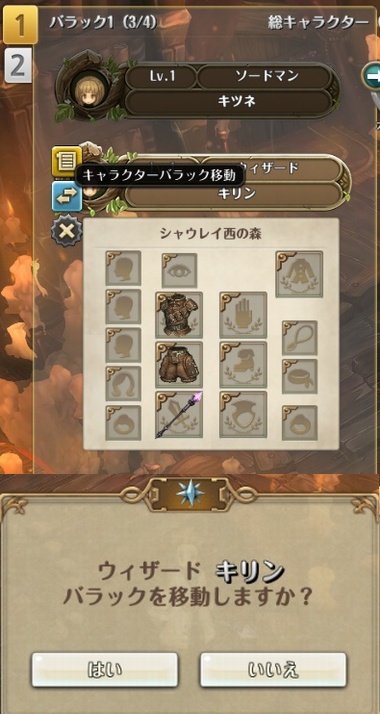 1
バラック1 (3/4)
総キャラクター
2
Lv.1
ソードマン
キツネ
ィザード
キャラクターバラック移動
キリン
シャウレイ西の森
ウィザード キリン
バラックを移動しますか？
はい
いいえ